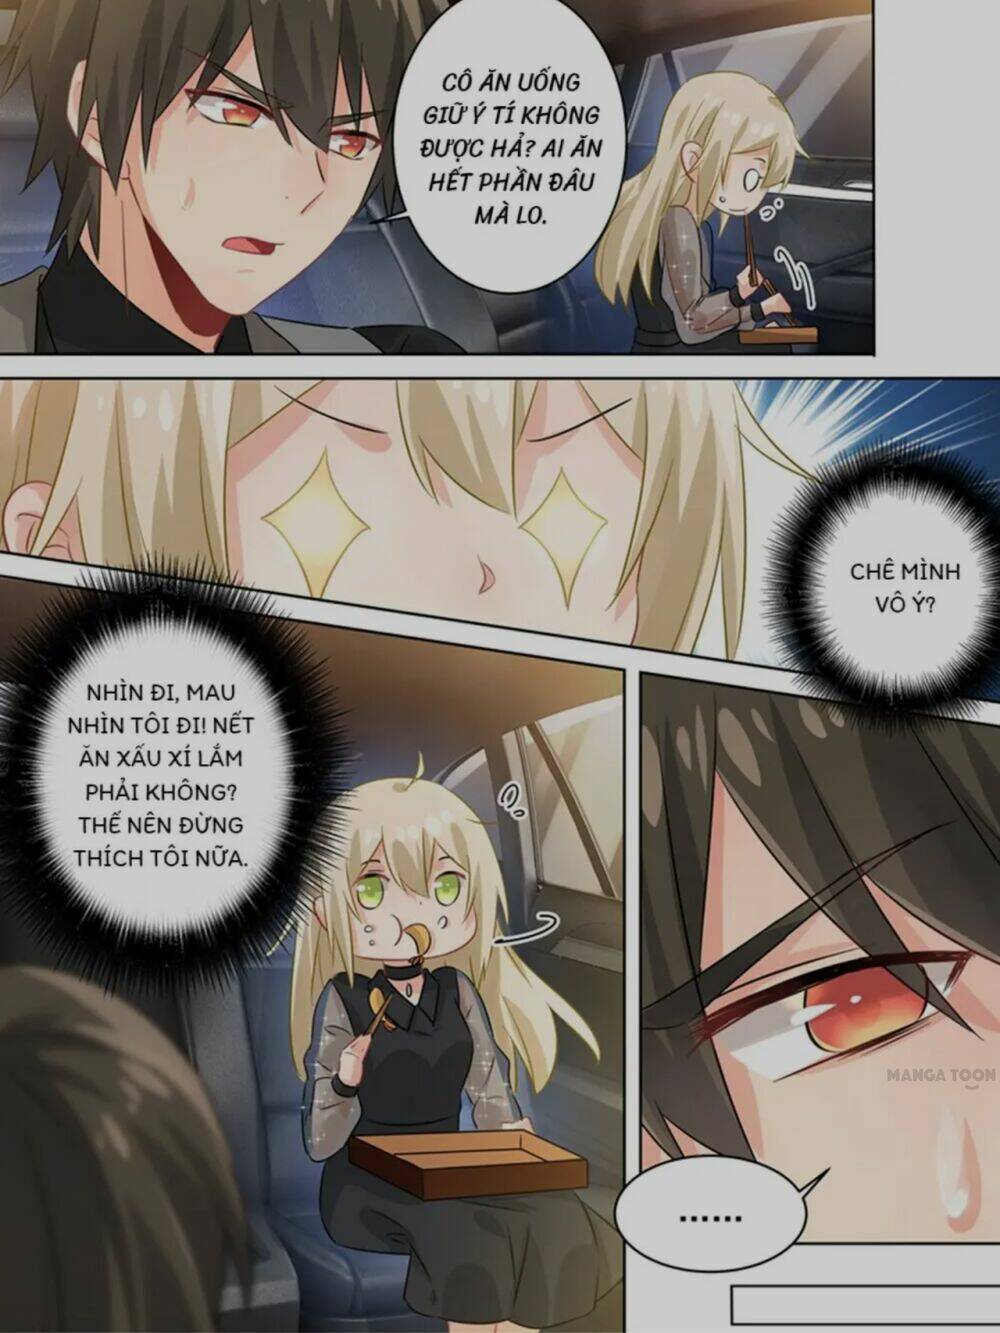 CÔ ĂN UỐNG
GIỮ Ý TÍ KHÔNG
ĐƯỢC HẢ? AI ĂN
HẾT PHẦN ĐÂU
MÀ LO.
CHÊ MÌNH
VÔ Ý?
NHÌN ĐI, MAU
NHÌN TÔI ĐI! NẾT
ĂN XẤU XÍ LẮM
PHẢI KHÔNG?
THẾ NÊN ĐỪNG
THÍCH TÔI NỮA.
MANGA TOON
......